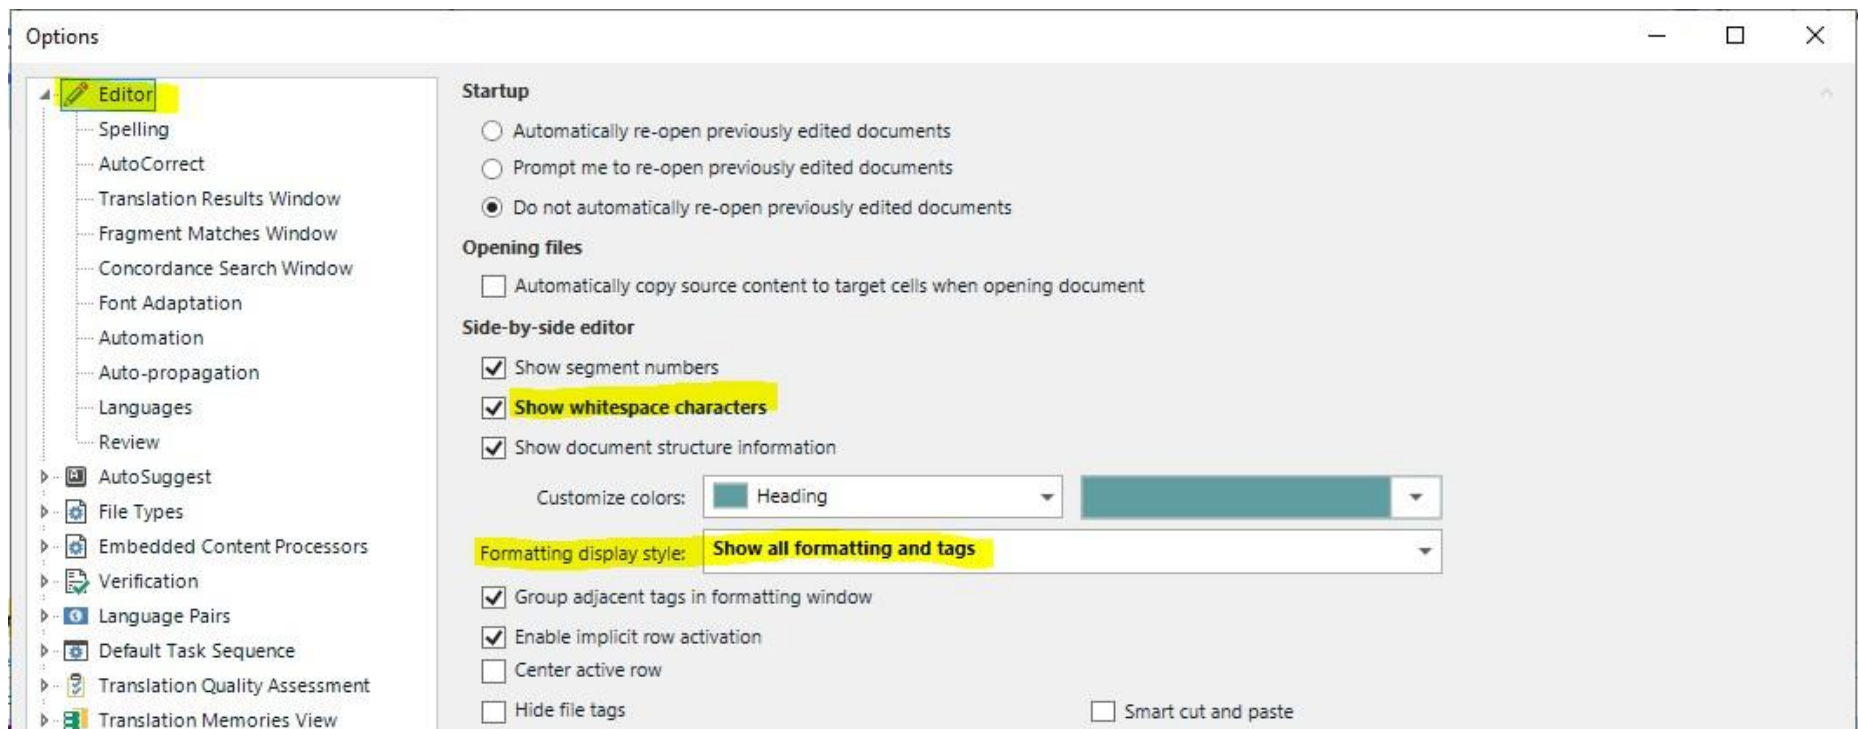 Options
Editor
Spelling
AutoCorrect
Translation Results Window
Fragment Matches Window
Concordance Search Window
Font Adaptation
Automation
Auto-propagation
Languages
Review
AutoSuggest
File Types
Embedded Content Processors
Verification
Language Pairs
Default Task Sequence
Translation Quality Assessment
Translation Memories View
Startup
Automatically re-open previously edited documents
Prompt me to re-open previously edited documents
Do not automatically re-open previously edited documents
Opening files
Automatically copy source content to target cells when opening document
Side-by-side editor
Show segment numbers
Show whitespace characters
Show document structure information
Customize colors: Heading
Formatting display style: Show all formatting and tags
Group adjacent tags in formatting window
Enable implicit row activation
Center active row
Hide file tags Smart cut and paste